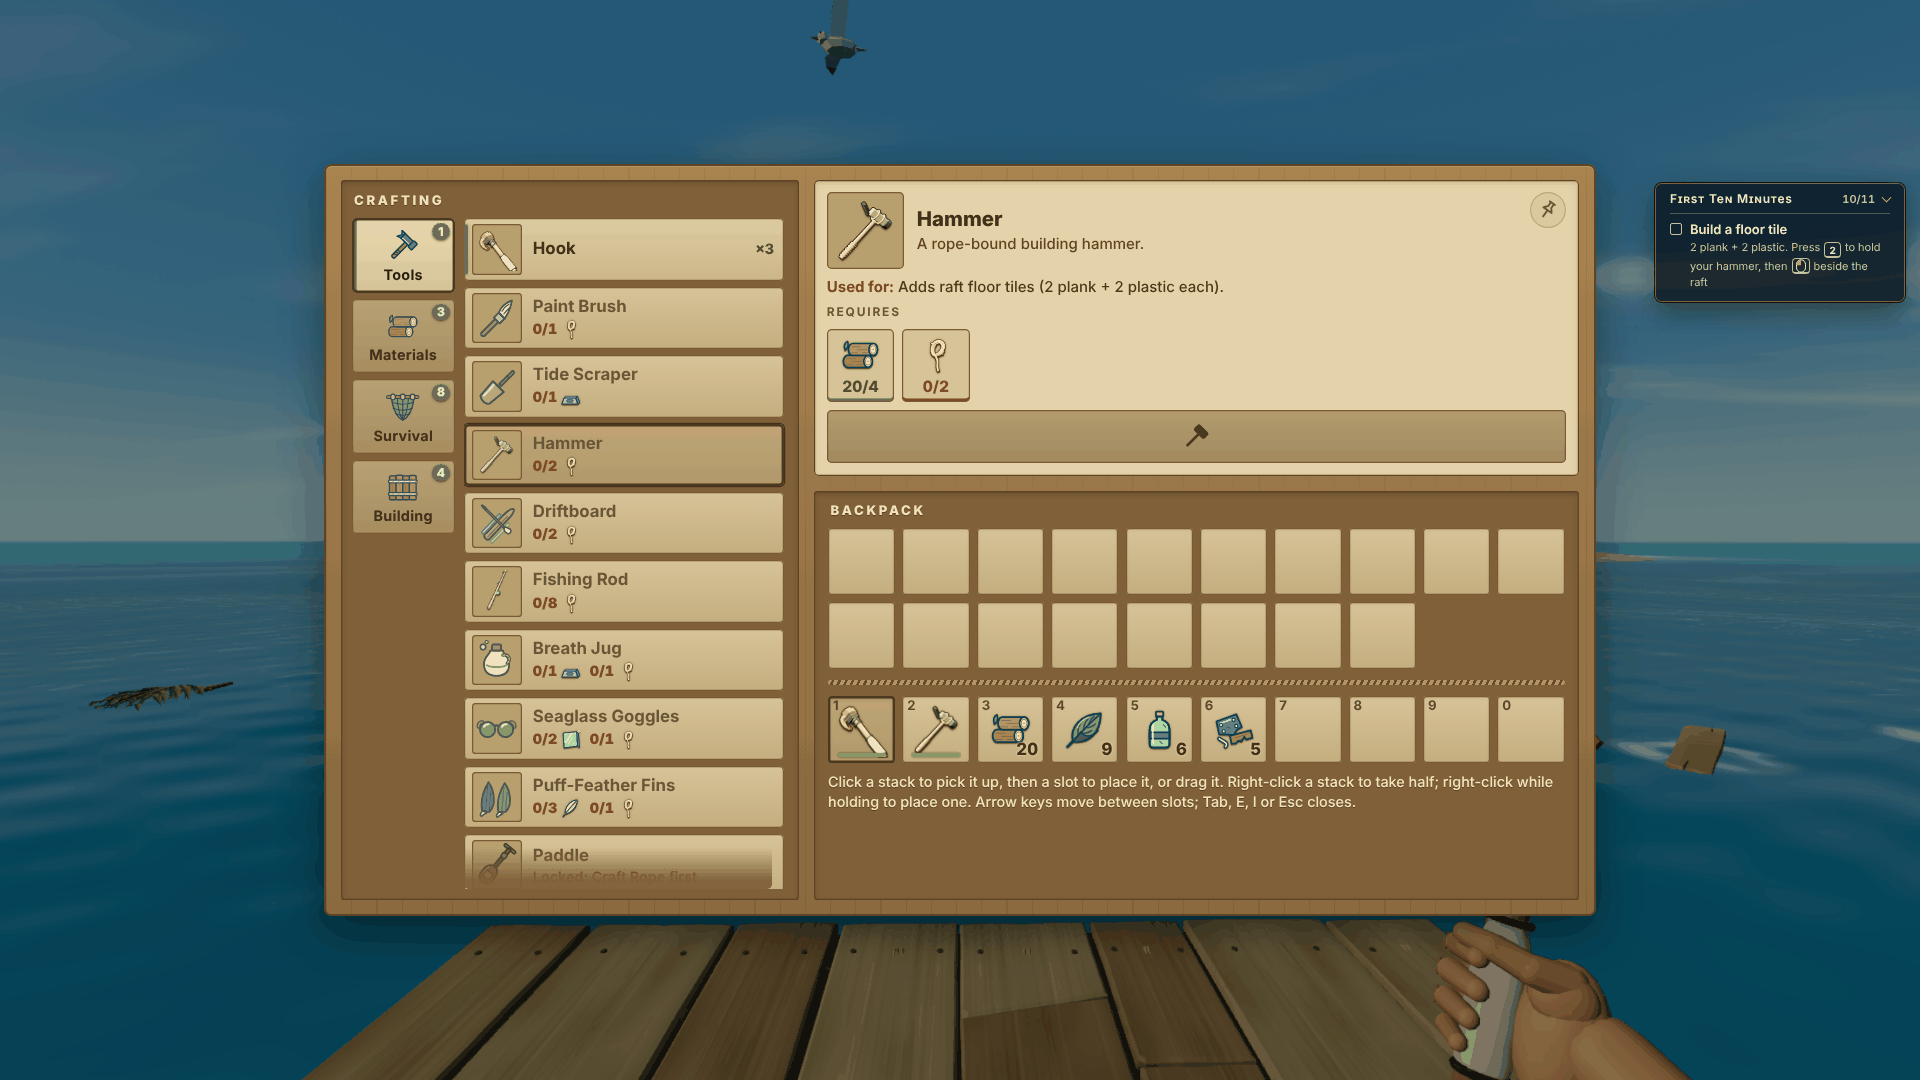 CRAFTING
1
Tools
3
Materials
8
Survival
4
Building
Hook
×3
Paint Brush
0/1
Tide Scraper
0/1
Hammer
0/2
Driftboard
0/2
Fishing Rod
0/8
Breath Jug
0/1 0/1
Seaglass Goggles
0/2 0/1
Puff-Feather Fins
0/3 0/1
Paddle
Locked: Craft Rope first
Hammer
A rope-bound building hammer.
Used for: Adds raft floor tiles (2 plank + 2 plastic each).
REQUIRES
20/4
0/2
BACKPACK
1 2 3 4 5 6 7 8 9 0
20 9 6 5
Click a stack to pick it up, then a slot to place it, or drag it. Right-click a stack to take half; right-click while
holding to place one. Arrow keys move between slots; Tab, E, I or Esc closes.
First Ten Minutes
10/11
Build a floor tile
2 plank + 2 plastic. Press 2 to hold
your hammer, then beside the
raft